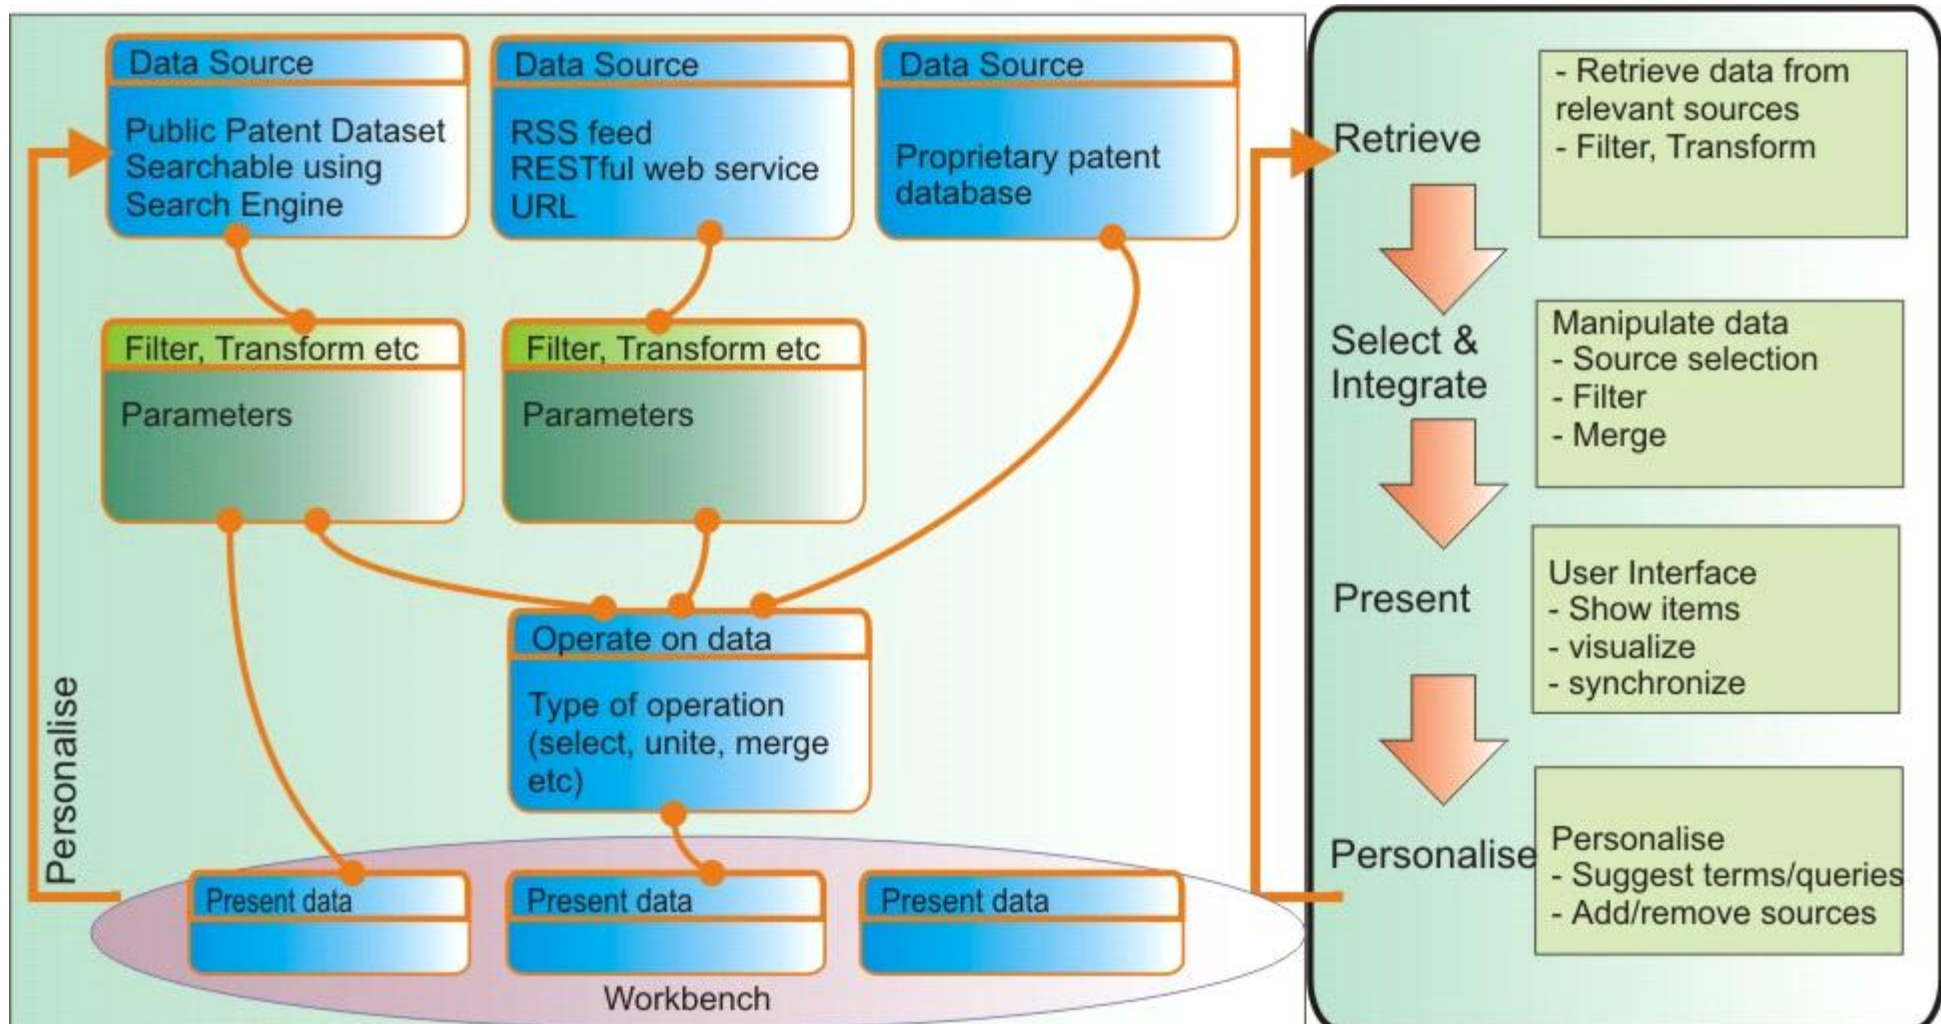 Data Source
Public Patent Dataset
Searchable using
Search Engine
Data Source
RSS feed
RESTful web service
URL
Data Source
Proprietary patent
database
Filter, Transform etc
Parameters
Filter, Transform etc
Parameters
Operate on data
Type of operation
(select, unite, merge
etc)
Personalise
Present data
Present data
Present data
Workbench
Retrieve
- Retrieve data from
relevant sources
- Filter, Transform
Select &
Integrate
Manipulate data
- Source selection
- Filter
- Merge
Present
User Interface
- Show items
- visualize
- synchronize
Personalise
Personalise
- Suggest terms/queries
- Add/remove sources